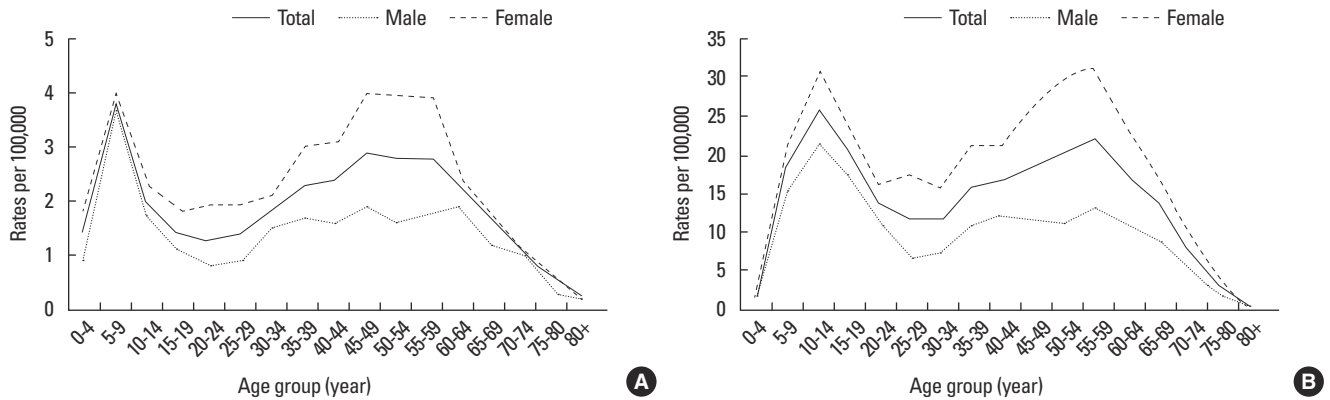 Total Male Female
5
4
3
2
1
0
Rates per 100,000
0-4 5-9 10-14 15-19 20-24 25-29 30-34 35-39 40-44 45-49 50-54 55-59 60-64 65-69 70-74 75-80 80+
Age group (year)
A
Total Male Female
35
30
25
20
15
10
5
0
Rates per 100,000
0-4 5-9 10-14 15-19 20-24 25-29 30-34 35-39 40-44 45-49 50-54 55-59 60-64 65-69 70-74 75-80 80+
Age group (year)
B